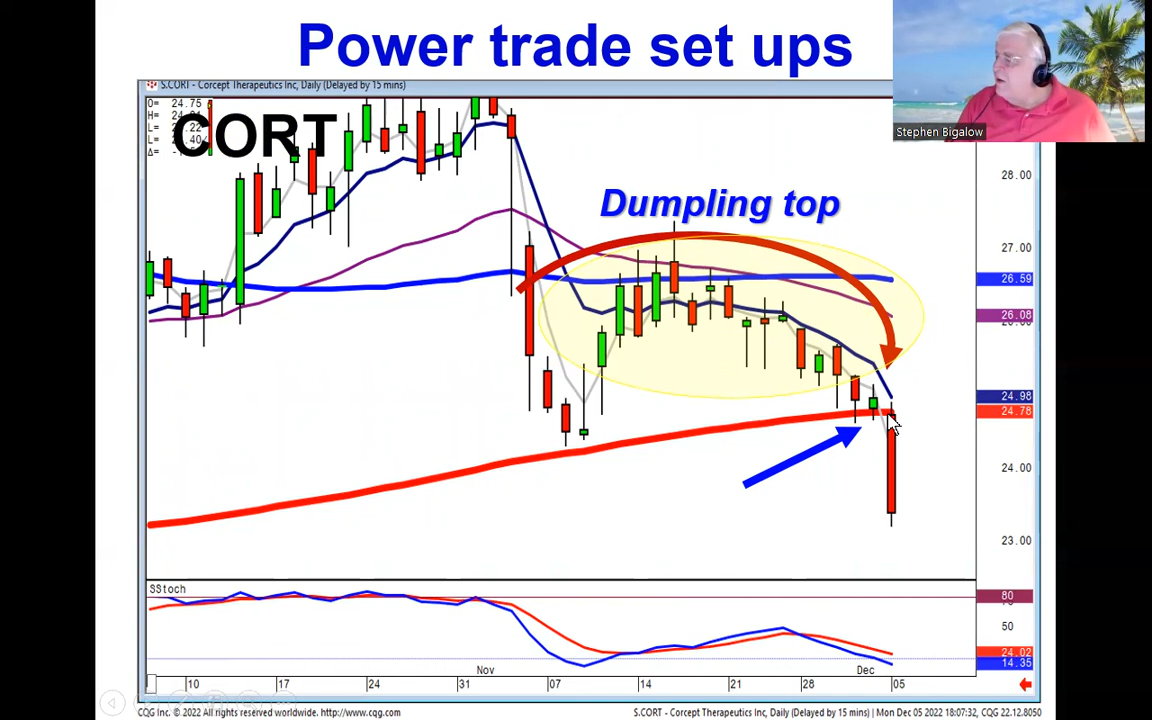 Power trade set ups
Stephen Bigalow
S.CORT - Corcept Therapeutics Inc, Daily (Delayed by 15 mins)
O= 24.75
H=
L=
L=
Δ=
CORT
Dumpling top
28.00
27.00
26.59
26.08
24.98
24.78
24.00
23.00
SStoch
80
50
24.02
14.35
Nov
Dec
10
17
24
31
07
14
21
28
05
CQG Inc. © 2022 All rights reserved worldwide. http://www.cqg.com
S.CORT - Corcept Therapeutics Inc, Daily (Delayed by 15 mins) | Mon Dec 05 2022 18:07:32, CQG 22.12.8050